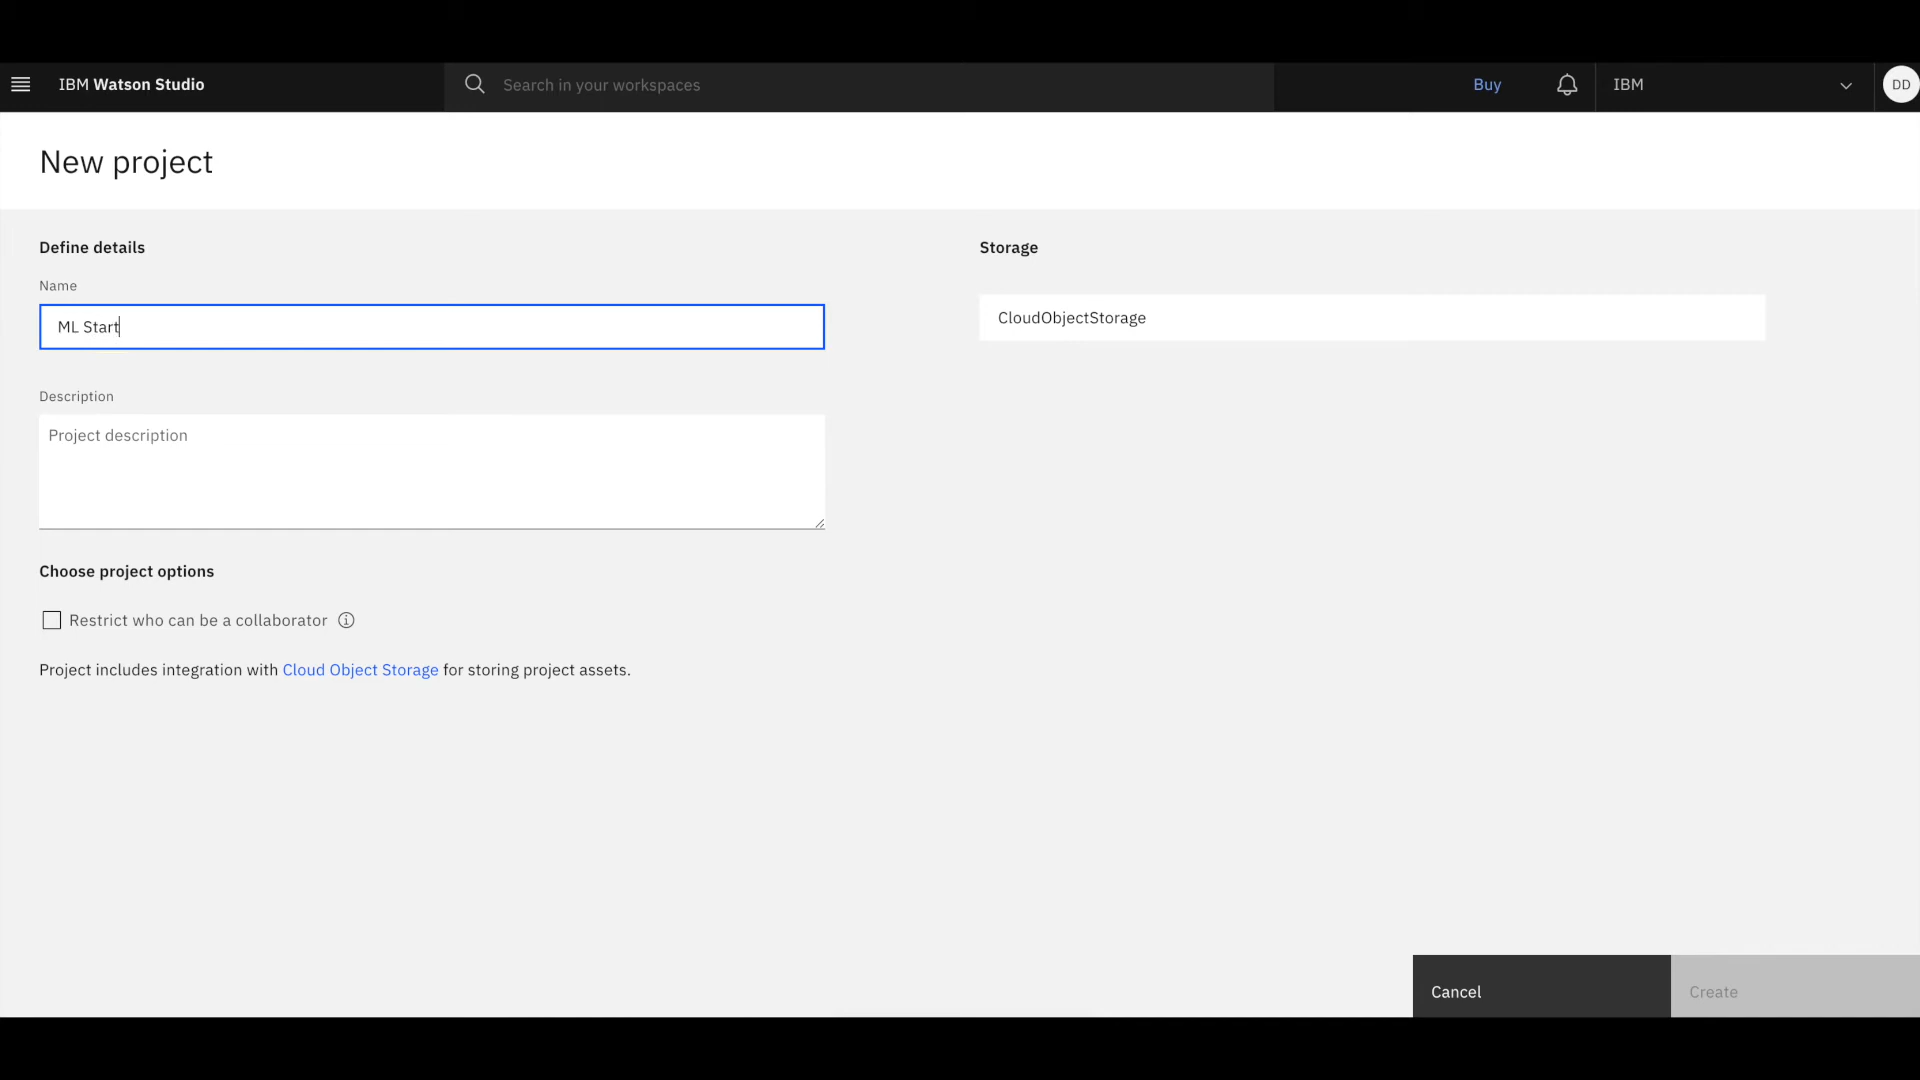 IBM Watson Studio
Search in your workspaces
Buy
IBM
DD
New project
Define details
Name
ML Start
Description
Project description
Choose project options
Restrict who can be a collaborator
Project includes integration with Cloud Object Storage for storing project assets.
Storage
CloudObjectStorage
Cancel
Create